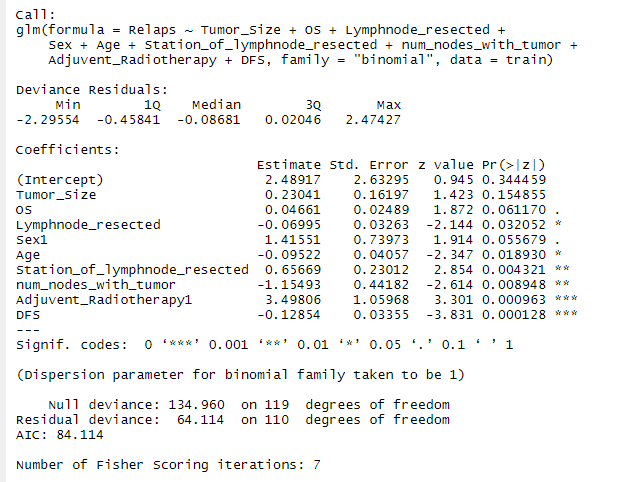 Call:
glm(formula = Relaps ~ Tumor_Size + OS + Lymphnode_resected +
    Sex + Age + Station_of_lymphnode_resected + num_nodes_with_tumor +
    Adjuvent_Radiotherapy + DFS, family = "binomial", data = train)

Deviance Residuals:
     Min        1Q    Median        3Q       Max
-2.29554  -0.45841  -0.08681   0.02046   2.47427

Coefficients:
                              Estimate Std. Error z value Pr(>|z|)
(Intercept)                    2.48917    2.63295   0.945 0.344459
Tumor_Size                     0.23041    0.16197   1.423 0.154855
OS                             0.04661    0.02489   1.872 0.061170 .
Lymphnode_resected            -0.06995    0.03263  -2.144 0.032052 *
Sex1                           1.41551    0.73973   1.914 0.055679 .
Age                           -0.09522    0.04057  -2.347 0.018930 *
Station_of_lymphnode_resected  0.65669    0.23012   2.854 0.004321 **
num_nodes_with_tumor          -1.15493    0.44182  -2.614 0.008948 **
Adjuvent_Radiotherapy1         3.49806    1.05968   3.301 0.000963 ***
DFS                           -0.12854    0.03355  -3.831 0.000128 ***
---
Signif. codes:  0 ‘***’ 0.001 ‘**’ 0.01 ‘*’ 0.05 ‘.’ 0.1 ‘ ’ 1

(Dispersion parameter for binomial family taken to be 1)

    Null deviance: 134.960  on 119  degrees of freedom
Residual deviance:  64.114  on 110  degrees of freedom
AIC: 84.114

Number of Fisher Scoring iterations: 7